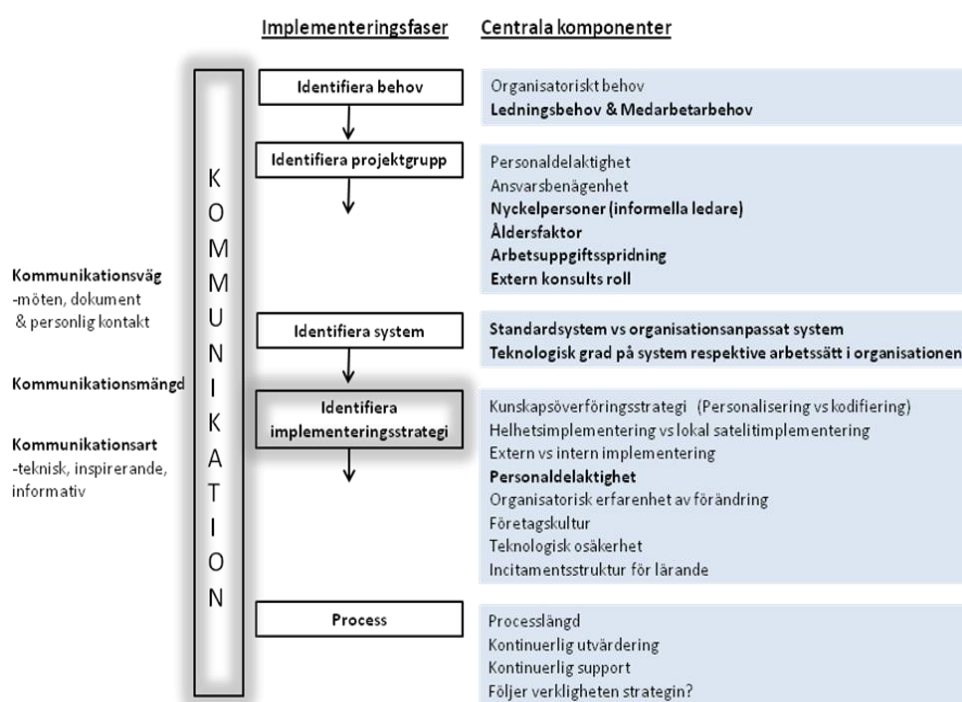 Implementeringsfaser
Centrala komponenter
Kommunikationsväg
-möten, dokument
& personlig kontakt
Kommunikationsmängd
Kommunikationsart
-teknisk, inspirerande,
informativ
KOMMUNIKATION
Identifiera behov
Organisatoriskt behov
Ledningsbehov & Medarbetarbehov
Identifiera projektgrupp
Personaldelaktighet
Ansvarsbenägenhet
Nyckelpersoner (informella ledare)
Åldersfaktor
Arbetsuppgiftsspridning
Extern konsults roll
Identifiera system
Standardsystem vs organisationsanpassat system
Teknologisk grad på system respektive arbetssätt i organisationen
Identifiera
implementeringsstrategi
Kunskapsöverföringsstrategi (Personalisering vs kodifiering)
Helhetsimplementering vs lokal satelitimplementering
Extern vs intern implementering
Personaldelaktighet
Organisatorisk erfarenhet av förändring
Företagskultur
Teknologisk osäkerhet
Incitamentsstruktur för lärande
Process
Processlängd
Kontinuerlig utvärdering
Kontinuerlig support
Följer verkligheten strategin?